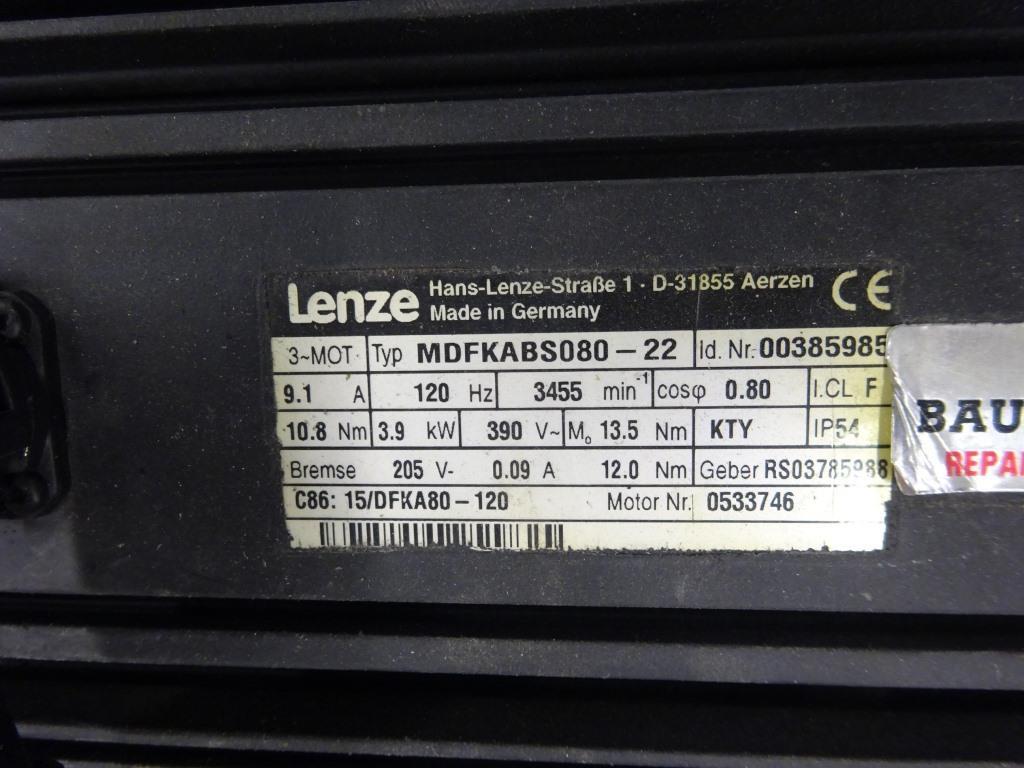 Lenze Hans-Lenze-Straße 1 · D-31855 Aerzen CE
Made in Germany
3~MOT Typ MDFKABS080-22 Id. Nr. 00385985
9.1 A 120 Hz 3455 min⁻¹ cosφ 0.80 I.CL F
10.8 Nm 3.9 kW 390 V~ M₀ 13.5 Nm KTY IP54
Bremse 205 V- 0.09 A 12.0 Nm Geber RS03785988
C86: 15/DFKA80-120 Motor Nr. 0533746
BAU
REPA